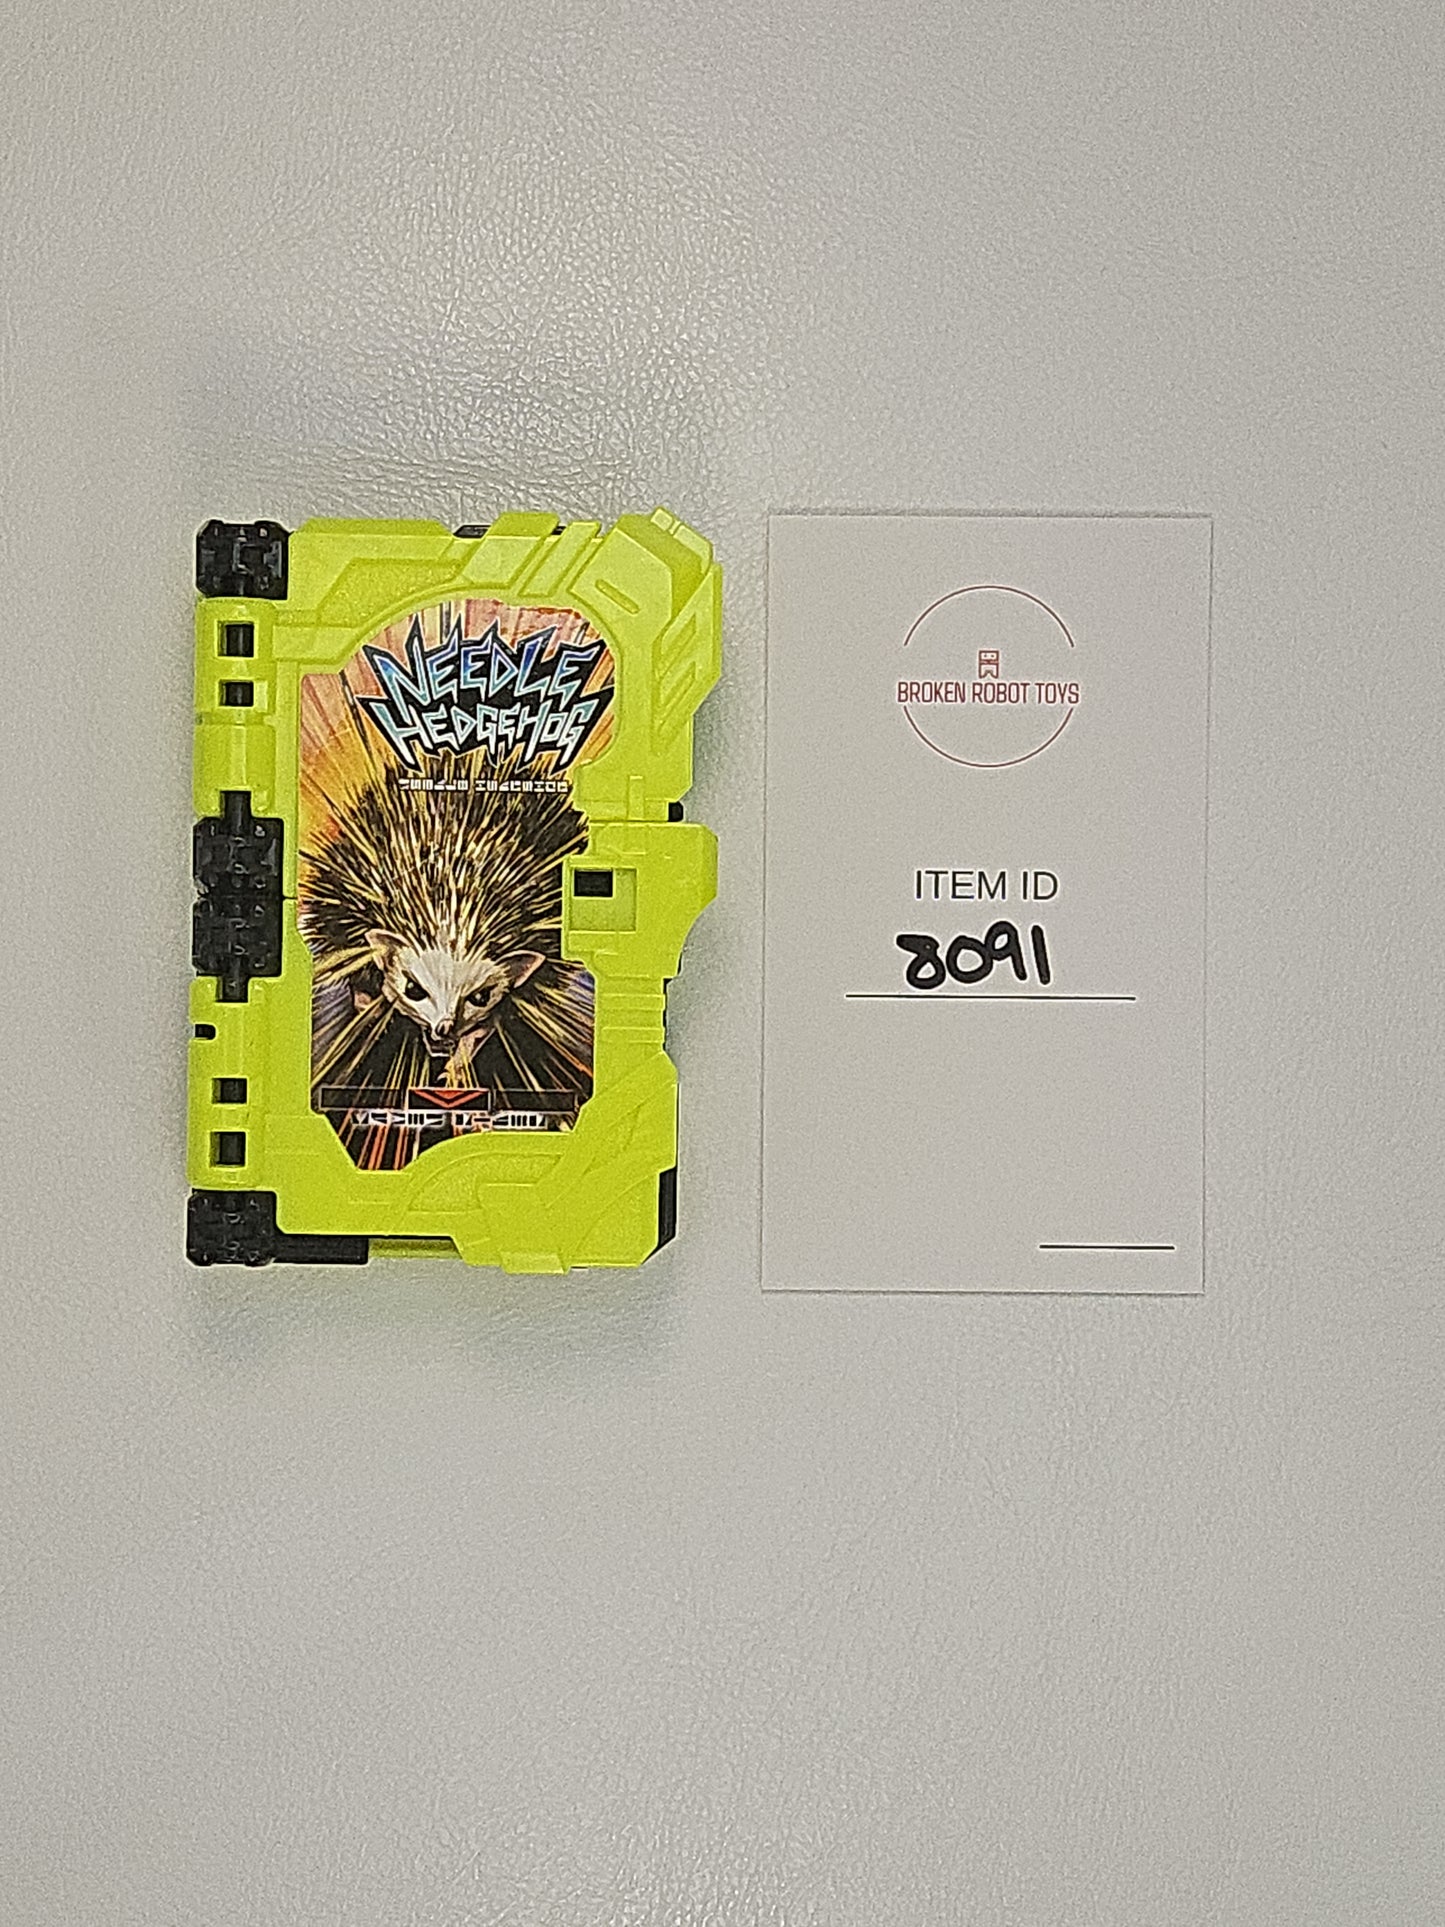 NEEDLE
HEDGEHOG
BROKEN ROBOT TOYS
ITEM ID
8091